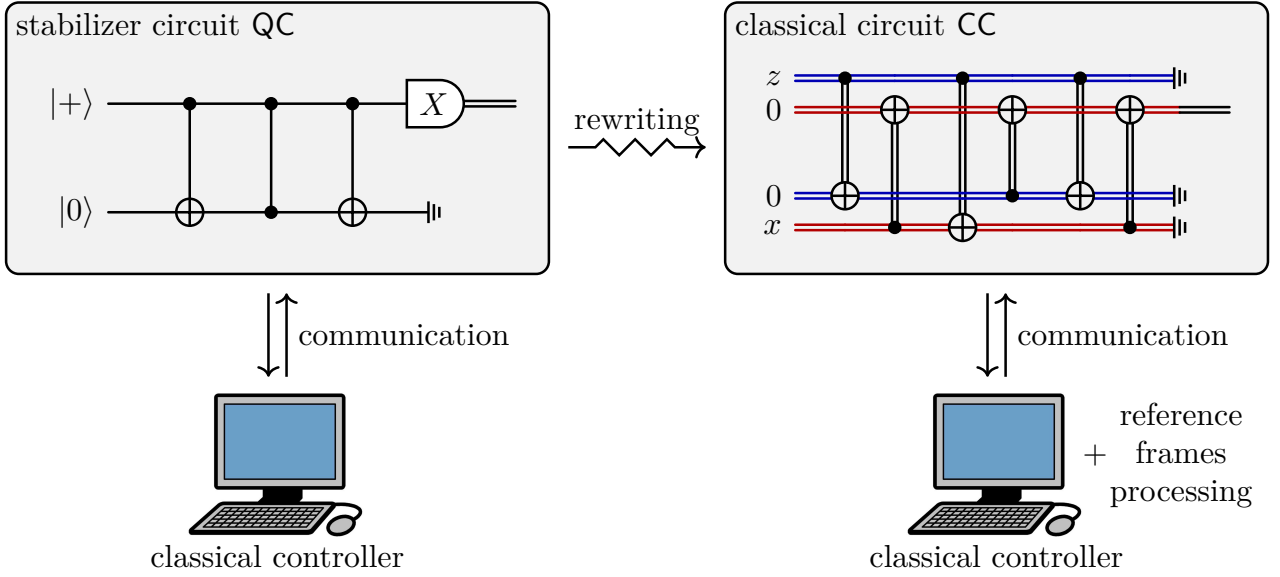 stabilizer circuit QC
|+⟩
X
|0⟩
rewriting
classical circuit CC
z
0
0
x
communication
communication
classical controller
+
reference
frames
processing
classical controller